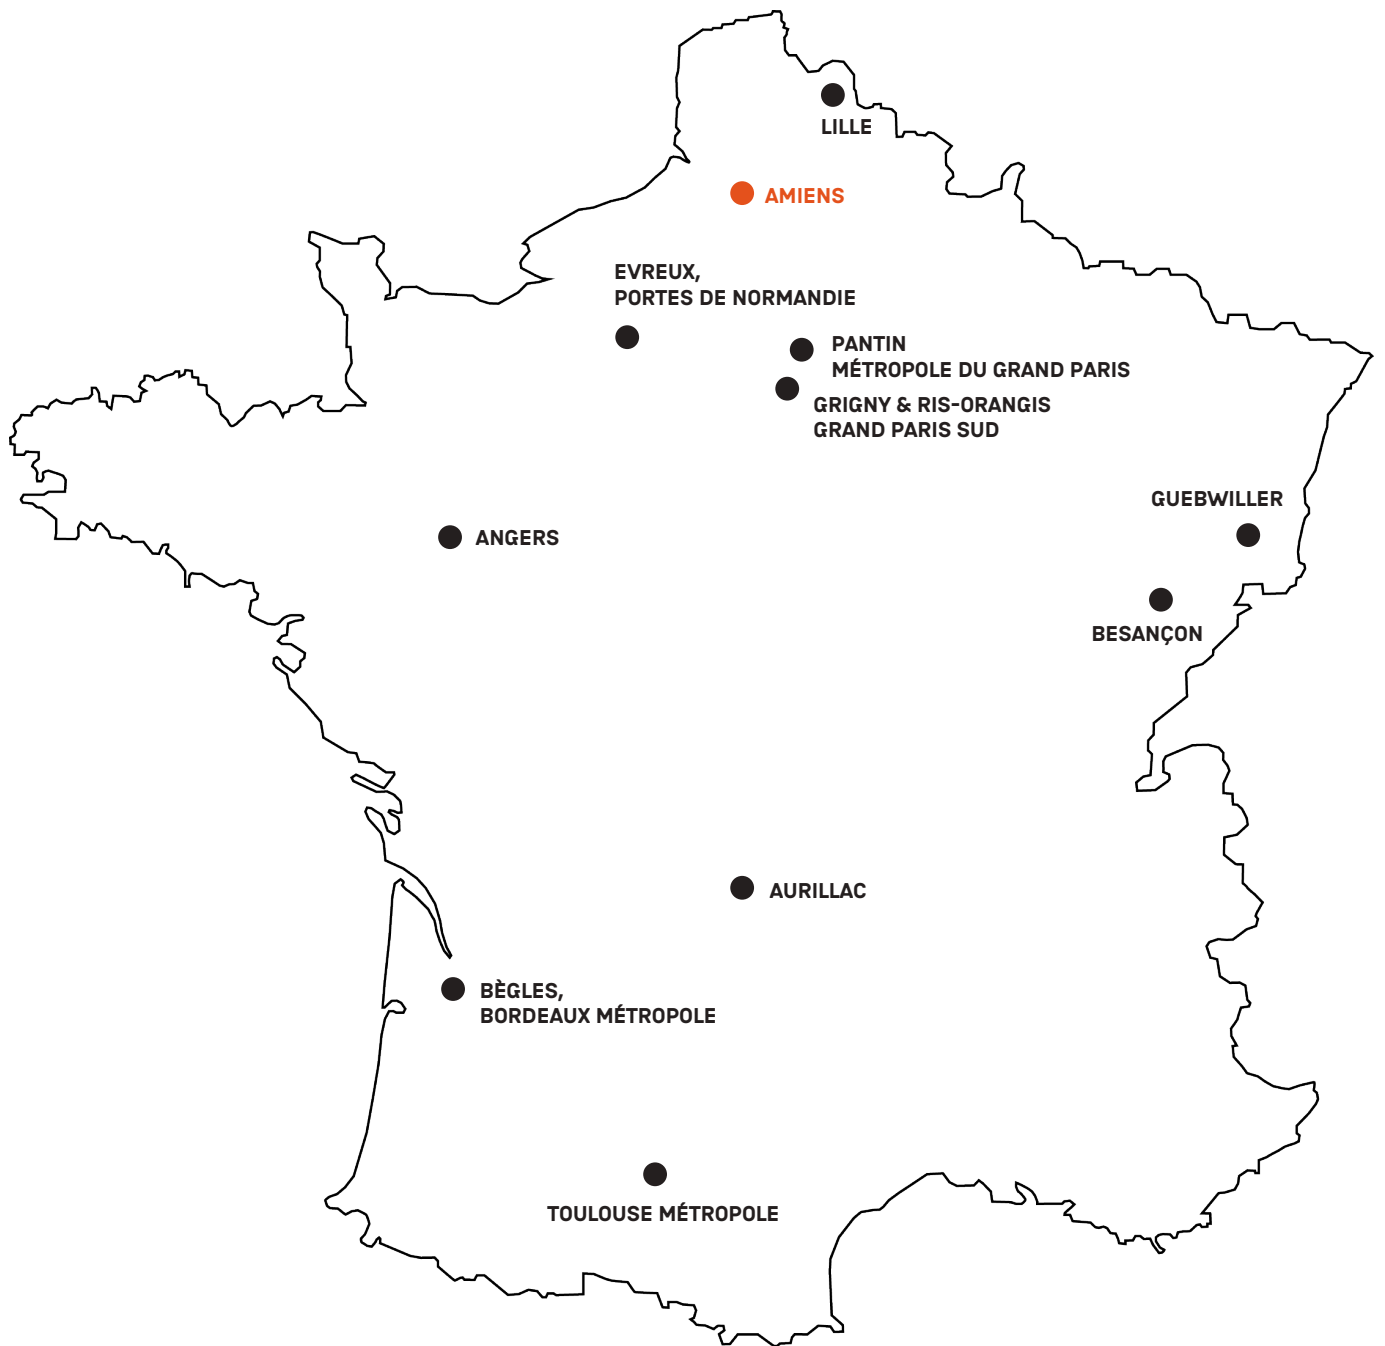 LILLE
AMIENS
EVREUX,
PORTES DE NORMANDIE
PANTIN
MÉTROPOLE DU GRAND PARIS
GRIGNY & RIS-ORANGIS
GRAND PARIS SUD
GUEBWILLER
ANGERS
BESANÇON
AURILLAC
BÈGLES,
BORDEAUX MÉTROPOLE
TOULOUSE MÉTROPOLE